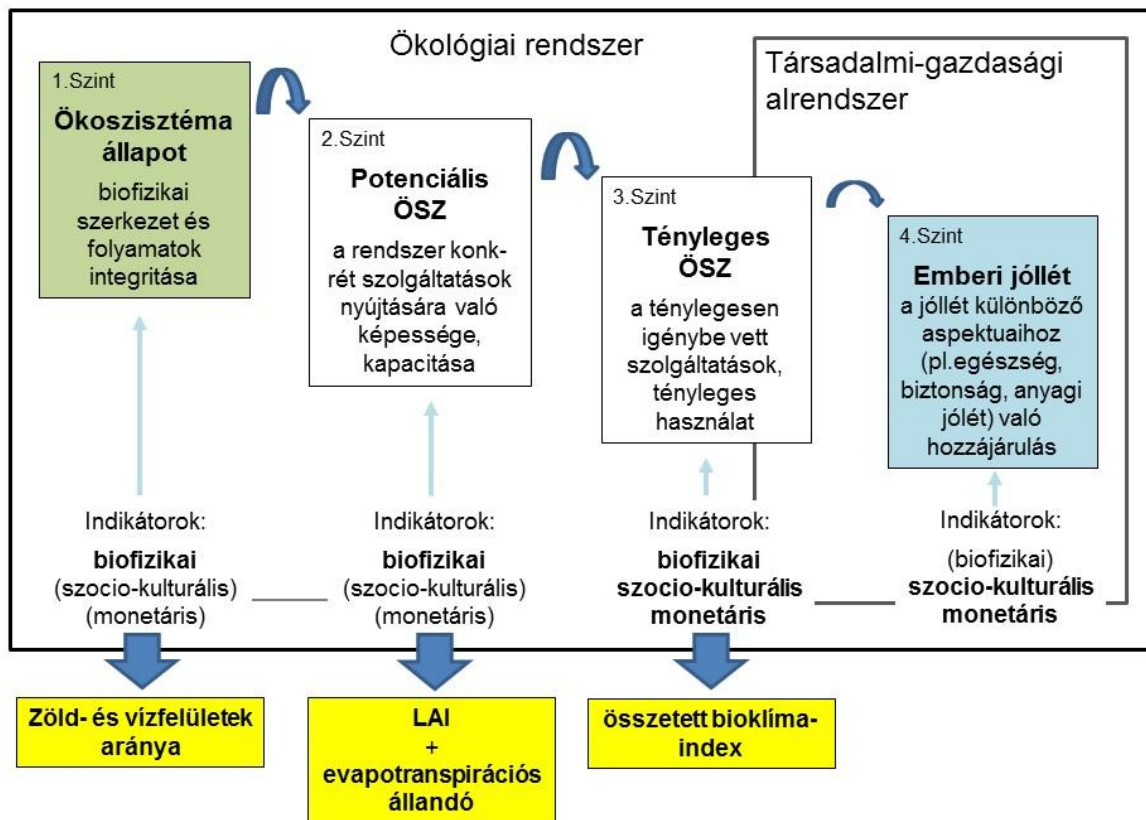 Ökológiai rendszer
Társadalmi-gazdasági
alrendszer
1.Szint
Ökoszisztéma
állapot
biofizikai
szerkezet és
folyamatok
integritása
2.Szint
Potenciális
ÖSZ
a rendszer konk-
rét szolgáltatások
nyújtására való
képessége,
kapacitása
3.Szint
Tényleges
ÖSZ
a ténylegesen
igénybe vett
szolgáltatások,
tényleges
használat
4.Szint
Emberi jóllét
a jóllét különböző
aspektuaihoz
(pl.egészség,
biztonság, anyagi
jólét) való
hozzájárulás
Indikátorok:
biofizikai
(szocio-kulturális)
(monetáris)
Indikátorok:
biofizikai
(szocio-kulturális)
(monetáris)
Indikátorok:
biofizikai
szocio-kulturális
monetáris
Indikátorok:
(biofizikai)
szocio-kulturális
monetáris
Zöld- és vízfelületek
aránya
LAI
+
evapotranspirációs
állandó
összetett bioklíma-
index